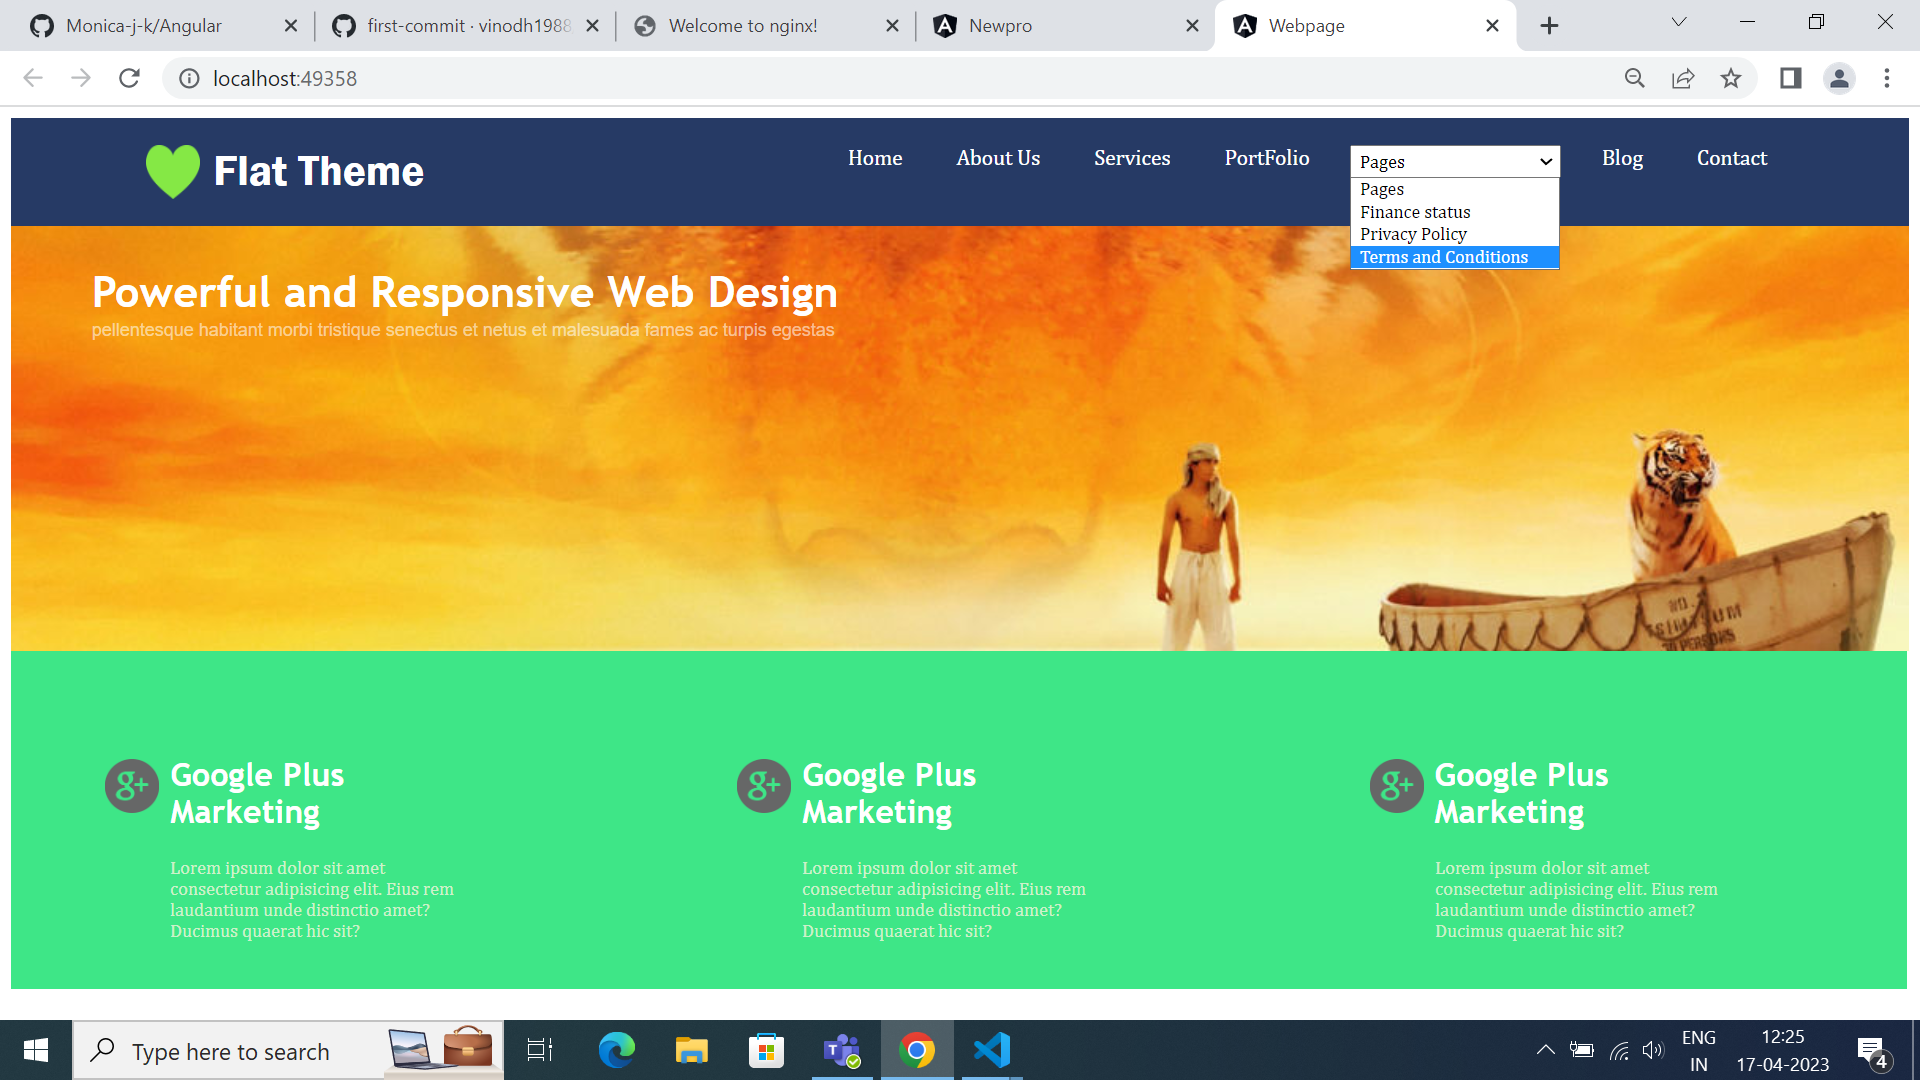 Monica-j-k/Angular
first-commit · vinodh1988
Welcome to nginx!
Newpro
Webpage
localhost:49358
Flat Theme
Home
About Us
Services
PortFolio
Pages
Blog
Contact
Pages
Finance status
Privacy Policy
Terms and Conditions
Powerful and Responsive Web Design
pellentesque habitant morbi tristique senectus et netus et malesuada fames ac turpis egestas
Google Plus
Marketing
Lorem ipsum dolor sit amet
consectetur adipisicing elit. Eius rem
laudantium unde distinctio amet?
Ducimus quaerat hic sit?
Google Plus
Marketing
Lorem ipsum dolor sit amet
consectetur adipisicing elit. Eius rem
laudantium unde distinctio amet?
Ducimus quaerat hic sit?
Google Plus
Marketing
Lorem ipsum dolor sit amet
consectetur adipisicing elit. Eius rem
laudantium unde distinctio amet?
Ducimus quaerat hic sit?
Type here to search
ENG
IN
12:25
17-04-2023
4